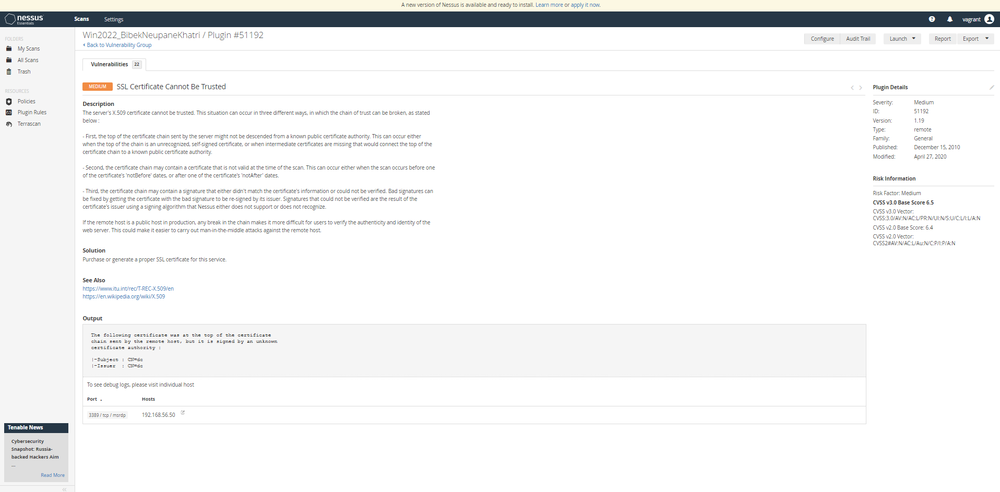 A new version of Nessus is available and ready to install. Learn more or apply it now.
nessus
Essentials
Scans
Settings
vagrant
FOLDERS
My Scans
All Scans
Trash
RESOURCES
Policies
Plugin Rules
Terrascan
Tenable News
Cybersecurity
Snapshot: Russia-
backed Hackers Aim
...
Read More
Win2022_BibekNeupaneKhatri / Plugin #51192
Back to Vulnerability Group
Configure
Audit Trail
Launch
Report
Export
Vulnerabilities 22
MEDIUM SSL Certificate Cannot Be Trusted
Description
The server's X.509 certificate cannot be trusted. This situation can occur in three different ways, in which the chain of trust can be broken, as stated
below :
- First, the top of the certificate chain sent by the server might not be descended from a known public certificate authority. This can occur either
when the top of the chain is an unrecognized, self-signed certificate, or when intermediate certificates are missing that would connect the top of the
certificate chain to a known public certificate authority.
- Second, the certificate chain may contain a certificate that is not valid at the time of the scan. This can occur either when the scan occurs before one
of the certificate's 'notBefore' dates, or after one of the certificate's 'notAfter' dates.
- Third, the certificate chain may contain a signature that either didn't match the certificate's information or could not be verified. Bad signatures can
be fixed by getting the certificate with the bad signature to be re-signed by its issuer. Signatures that could not be verified are the result of the
certificate's issuer using a signing algorithm that Nessus either does not support or does not recognize.
If the remote host is a public host in production, any break in the chain makes it more difficult for users to verify the authenticity and identity of the
web server. This could make it easier to carry out man-in-the-middle attacks against the remote host.
Solution
Purchase or generate a proper SSL certificate for this service.
See Also
https://www.itu.int/rec/T-REC-X.509/en
https://en.wikipedia.org/wiki/X.509
Output
The following certificate was at the top of the certificate
chain sent by the remote host, but it is signed by an unknown
certificate authority :
|-Subject : CN=dc
|-Issuer  : CN=dc
To see debug logs, please visit individual host
Port Hosts
3389 / tcp / msrdp 192.168.56.50
Plugin Details
Severity: Medium
ID: 51192
Version: 1.19
Type: remote
Family: General
Published: December 15, 2010
Modified: April 27, 2020
Risk Information
Risk Factor: Medium
CVSS v3.0 Base Score 6.5
CVSS v3.0 Vector:
CVSS:3.0/AV:N/AC:L/PR:N/UI:N/S:U/C:L/I:L/A:N
CVSS v2.0 Base Score: 6.4
CVSS v2.0 Vector:
CVSS2#AV:N/AC:L/Au:N/C:P/I:P/A:N